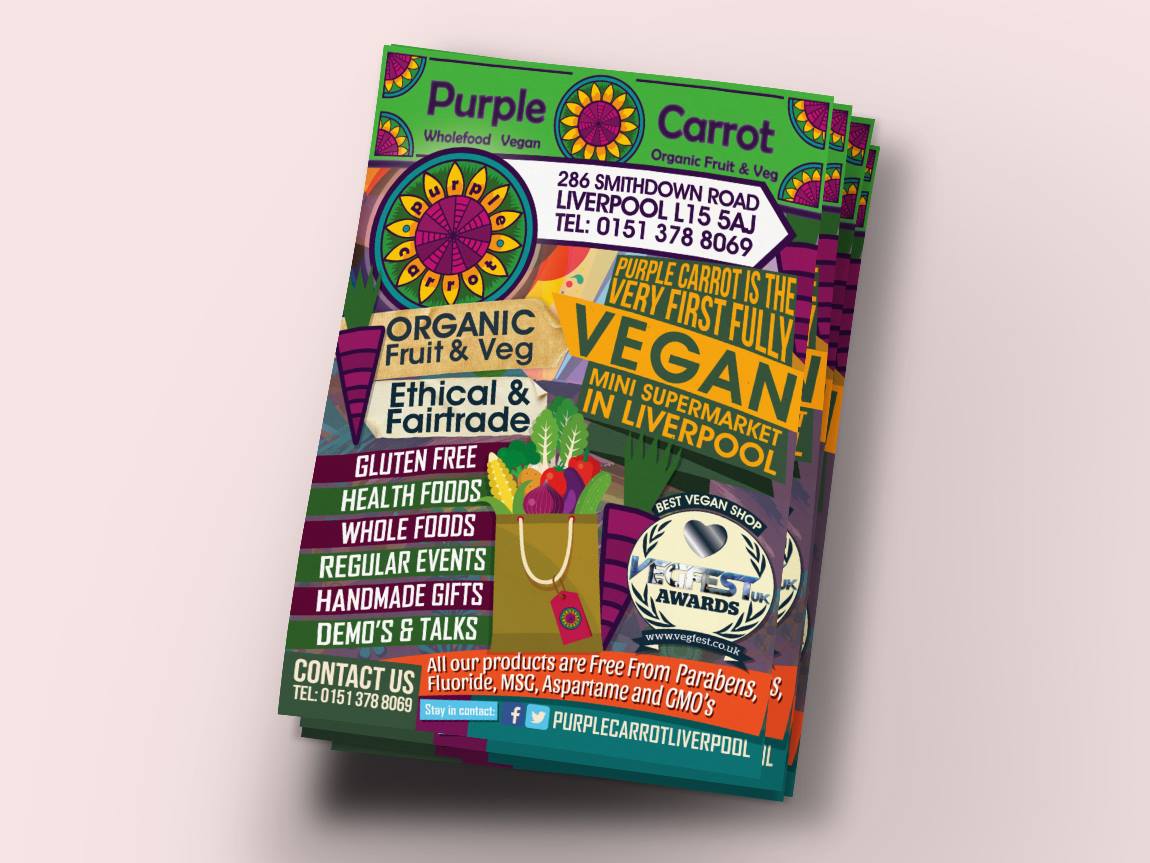 Purple Carrot
Wholefood Vegan
Organic Fruit & Veg
286 SMITHDOWN ROAD
LIVERPOOL L15 5AJ
TEL: 0151 378 8069
purple
carrot
PURPLE CARROT IS THE
VERY FIRST FULLY
VEGAN!
MINI SUPERMARKET
IN LIVERPOOL
ORGANIC
Fruit & Veg
Ethical &
Fairtrade
GLUTEN FREE
HEALTH FOODS
WHOLE FOODS
REGULAR EVENTS
HANDMADE GIFTS
DEMO'S & TALKS
BEST VEGAN SHOP
VEGFEST UK
AWARDS
www.vegfest.co.uk
CONTACT US
TEL: 0151 378 8069
All our products are Free From Parabens,
Fluoride, MSG, Aspartame and GMO's
Stay in contact:
PURPLECARROTLIVERPOOL